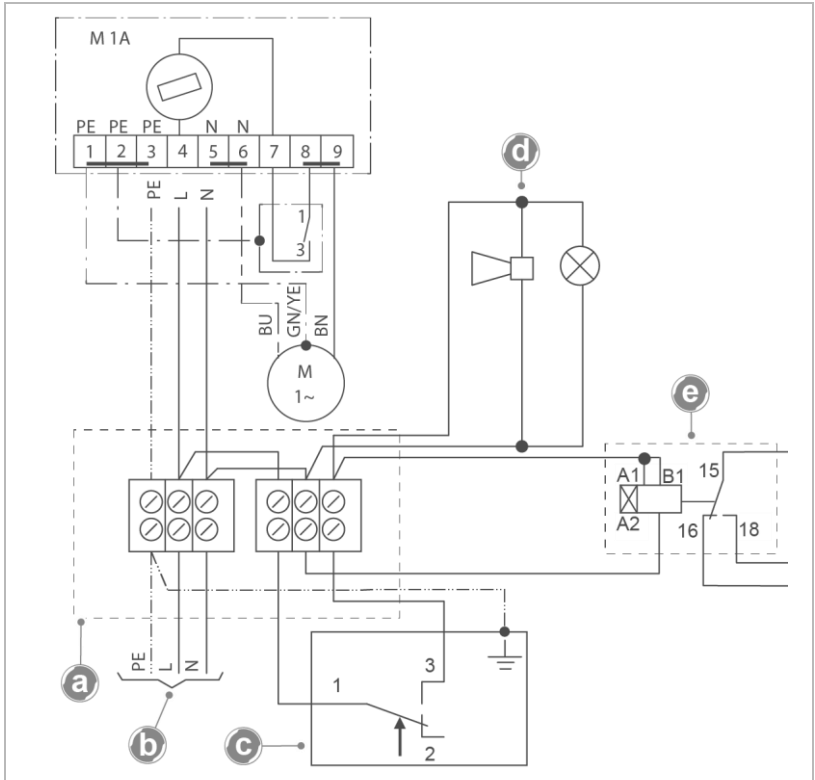 M 1A
PE PE PE N N
1 2 3 4 5 6 7 8 9
PE L N
1
3
BU GN/YE BN
M
1~
d
e
A1 B1 15
A2 16 18
a
PE L N
b
c
1 3
2